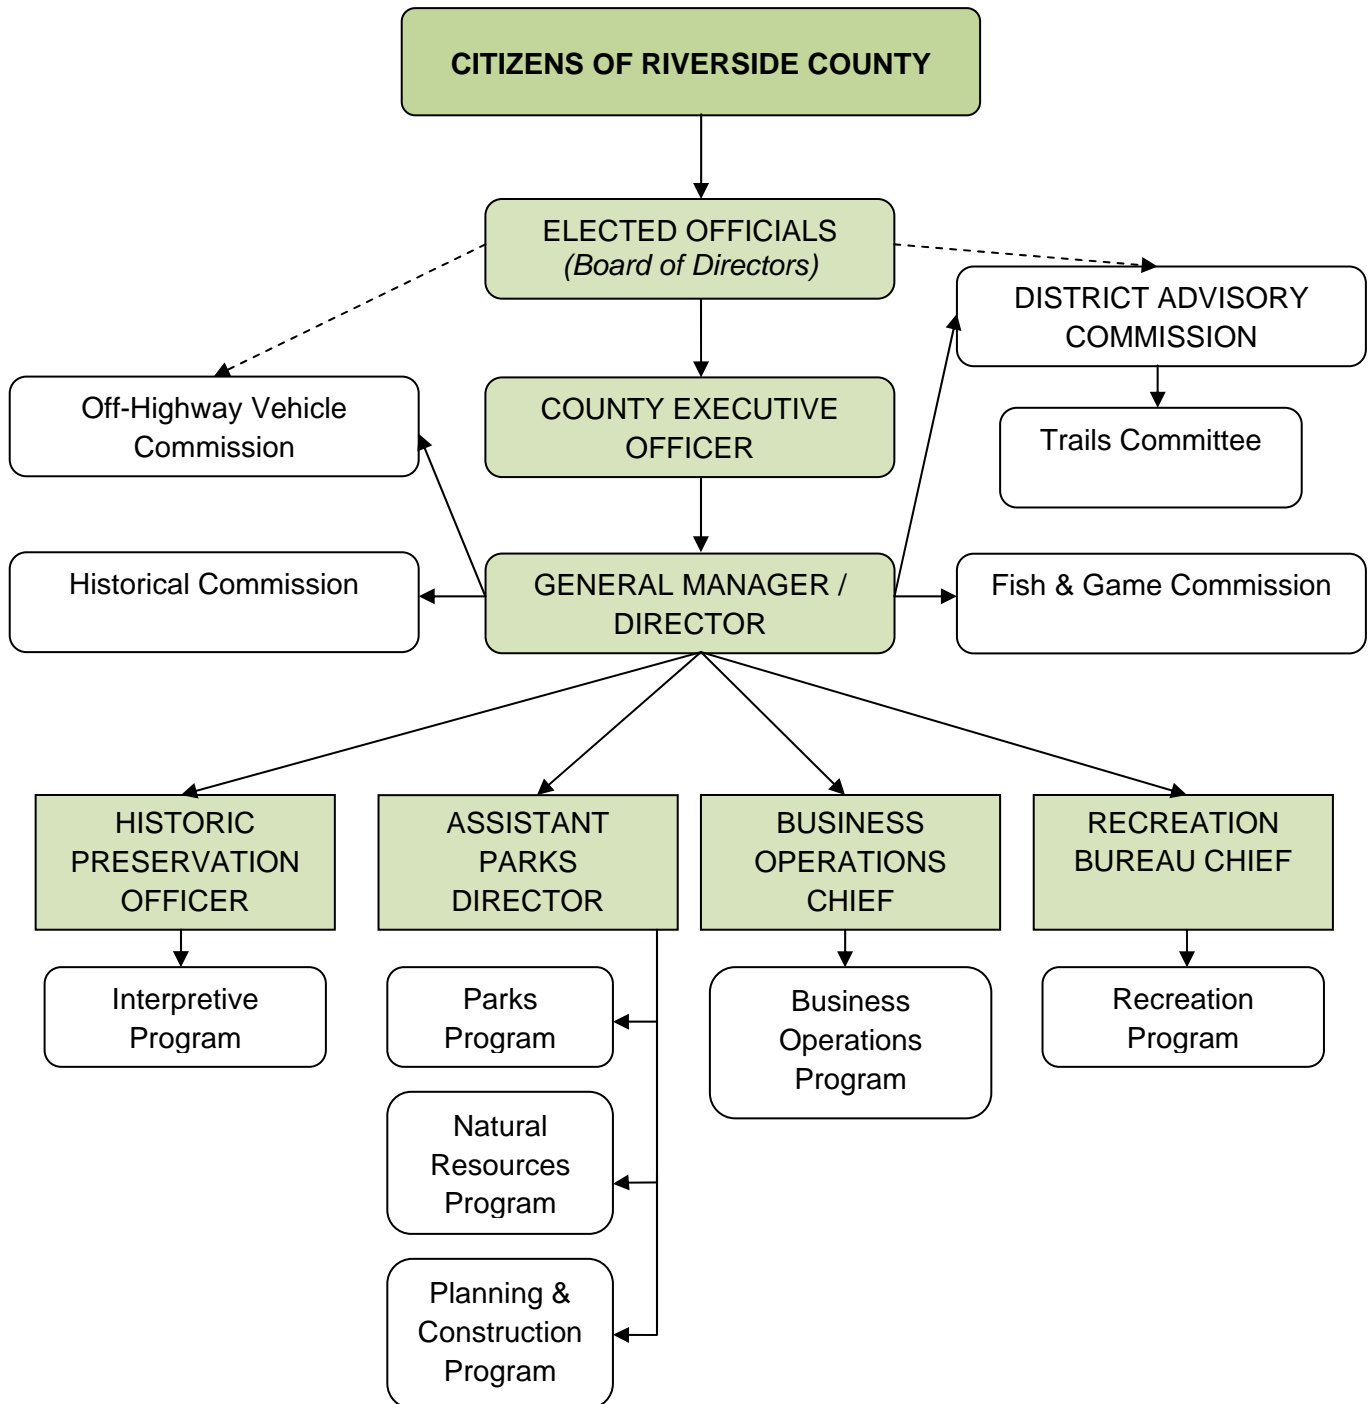 CITIZENS OF RIVERSIDE COUNTY
ELECTED OFFICIALS
(Board of Directors)
DISTRICT ADVISORY
COMMISSION
Off-Highway Vehicle
Commission
COUNTY EXECUTIVE
OFFICER
Trails Committee
Historical Commission
GENERAL MANAGER /
DIRECTOR
Fish & Game Commission
HISTORIC
PRESERVATION
OFFICER
ASSISTANT
PARKS
DIRECTOR
BUSINESS
OPERATIONS
CHIEF
RECREATION
BUREAU CHIEF
Interpretive
Program
Parks
Program
Business
Operations
Program
Recreation
Program
Natural
Resources
Program
Planning &
Construction
Program